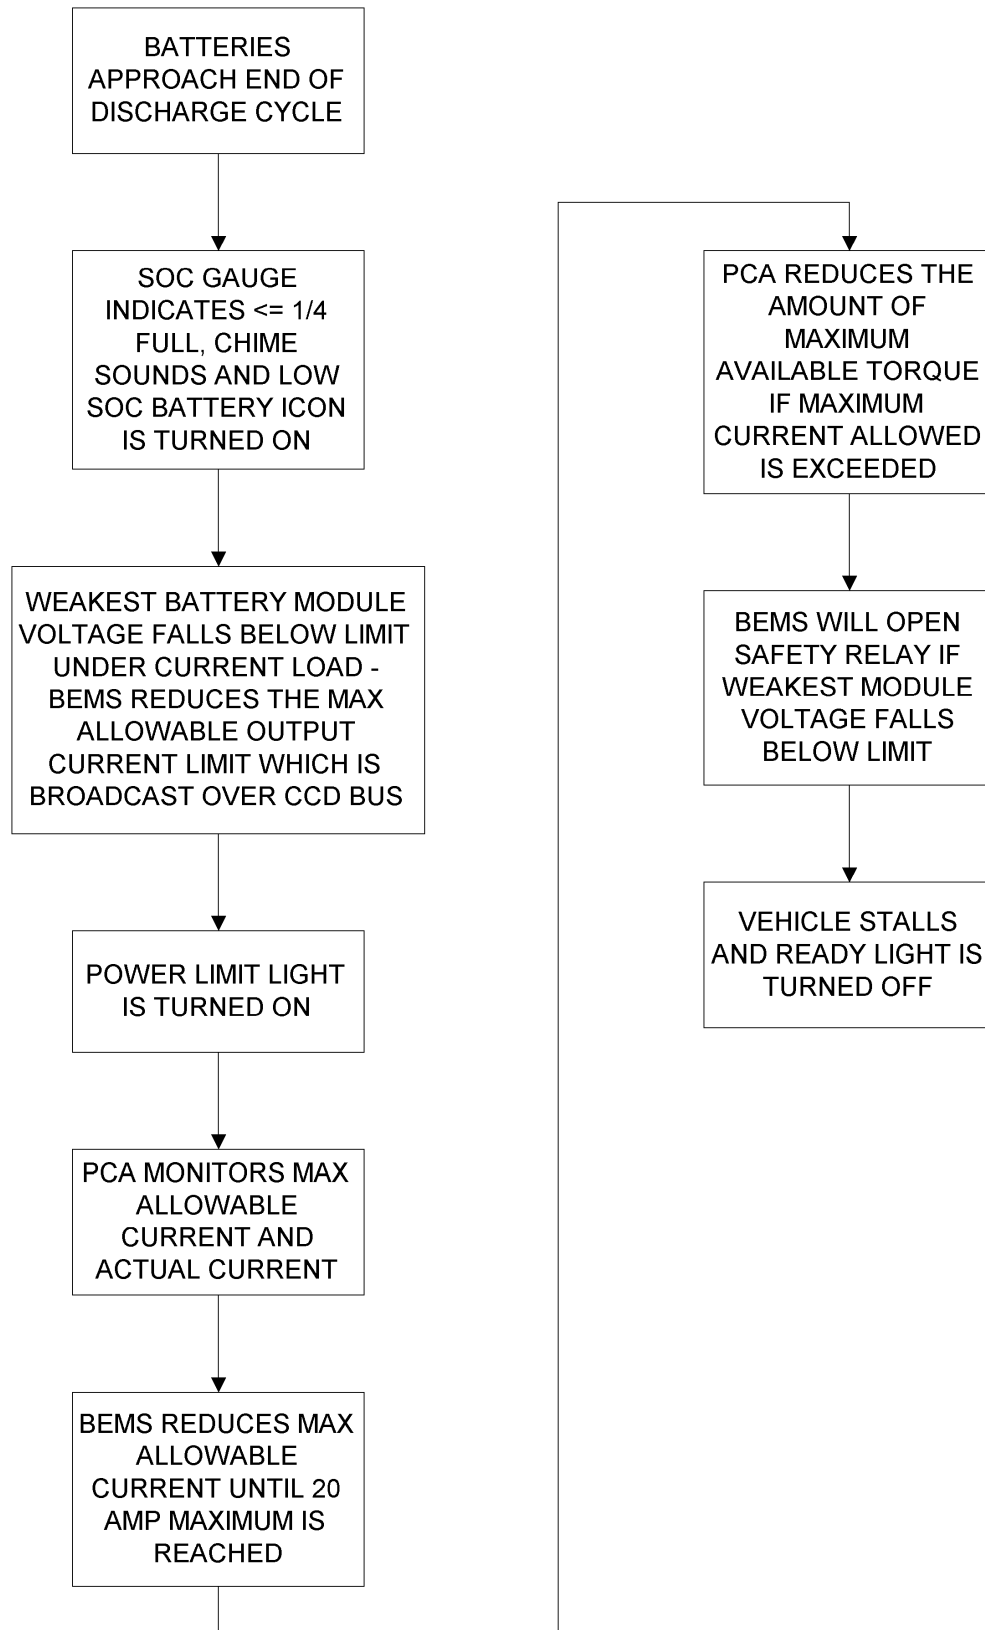 BATTERIES
APPROACH END OF
DISCHARGE CYCLE
SOC GAUGE
INDICATES <= 1/4
FULL, CHIME
SOUNDS AND LOW
SOC BATTERY ICON
IS TURNED ON
WEAKEST BATTERY MODULE
VOLTAGE FALLS BELOW LIMIT
UNDER CURRENT LOAD -
BEMS REDUCES THE MAX
ALLOWABLE OUTPUT
CURRENT LIMIT WHICH IS
BROADCAST OVER CCD BUS
POWER LIMIT LIGHT
IS TURNED ON
PCA MONITORS MAX
ALLOWABLE
CURRENT AND
ACTUAL CURRENT
BEMS REDUCES MAX
ALLOWABLE
CURRENT UNTIL 20
AMP MAXIMUM IS
REACHED
PCA REDUCES THE
AMOUNT OF
MAXIMUM
AVAILABLE TORQUE
IF MAXIMUM
CURRENT ALLOWED
IS EXCEEDED
BEMS WILL OPEN
SAFETY RELAY IF
WEAKEST MODULE
VOLTAGE FALLS
BELOW LIMIT
VEHICLE STALLS
AND READY LIGHT IS
TURNED OFF